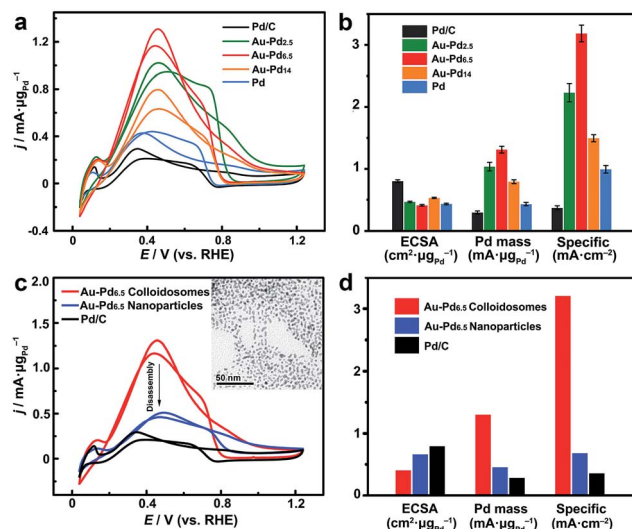 a
Pd/C
Au-Pd2.5
Au-Pd6.5
Au-Pd14
Pd
j / mA·μgPd−1
1.2
0.8
0.4
0.0
-0.4
0
0.4
0.8
1.2
E / V (vs. RHE)
b
Pd/C
Au-Pd2.5
Au-Pd6.5
Au-Pd14
Pd
3
2
1
0
ECSA
(cm2·μgPd−1)
Pd mass
(mA·μgPd−1)
Specific
(mA·cm−2)
c
Au-Pd6.5 Colloidosomes
Au-Pd6.5 Nanoparticles
Pd/C
50 nm
Disassembly
j / mA·μgPd−1
2.0
1.5
1.0
0.5
0.0
0
0.4
0.8
1.2
E / V (vs. RHE)
d
Au-Pd6.5 Colloidosomes
Au-Pd6.5 Nanoparticles
Pd/C
3
2
1
0
ECSA
(cm2·μgPd−1)
Pd mass
(mA·μgPd−1)
Specific
(mA·cm−2)